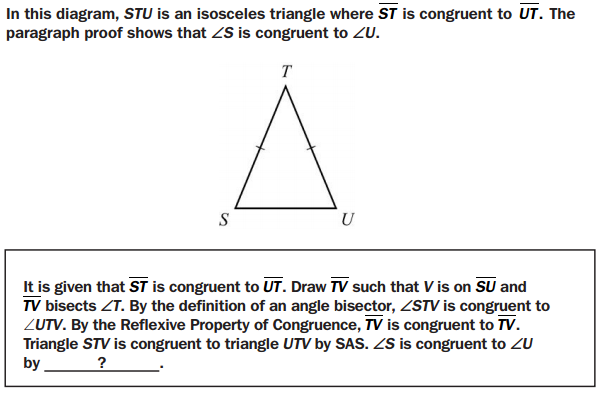 In this diagram, STU is an isosceles triangle where ST is congruent to UT. The
paragraph proof shows that ∠S is congruent to ∠U.
T
S
U
It is given that ST is congruent to UT. Draw TV such that V is on SU and
TV bisects ∠T. By the definition of an angle bisector, ∠STV is congruent to
∠UTV. By the Reflexive Property of Congruence, TV is congruent to TV.
Triangle STV is congruent to triangle UTV by SAS. ∠S is congruent to ∠U
by ______?______.